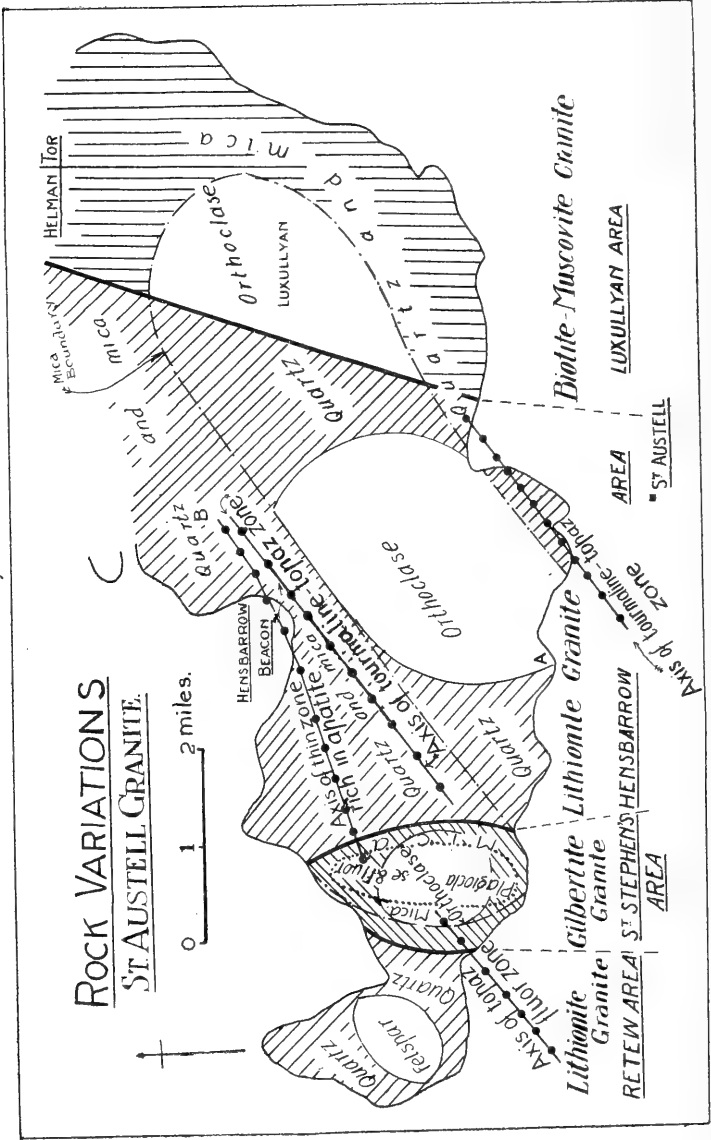 ROCK VARIATIONS
ST AUSTELL GRANITE.
0 1 2 miles.
HELMAN TOR
Mica
Boundary
mica
and
mica
Orthoclase
LUXULLYAN
Quartz and
Quartz
Quartz
B
HENSBARROW
BEACON
Axis of thin zone
rich in apatite
Axis of tourmaline-topaz zone
Quartz
and mica
Quartz
Orthoclase
A
Mica
Plagioclase
se & fluor
Orthoclase
Mica
Quartz
Quartz
Felspar
Axis of topaz
fluor zone
Axis of tourmaline-topaz
zone
ST AUSTELL
Lithionite
Granite
Gilbertite
Granite
Lithionite Granite
Biotite-Muscovite Granite
RETEW AREA
ST STEPHEN'S
AREA
HENSBARROW
AREA
LUXULLYAN AREA